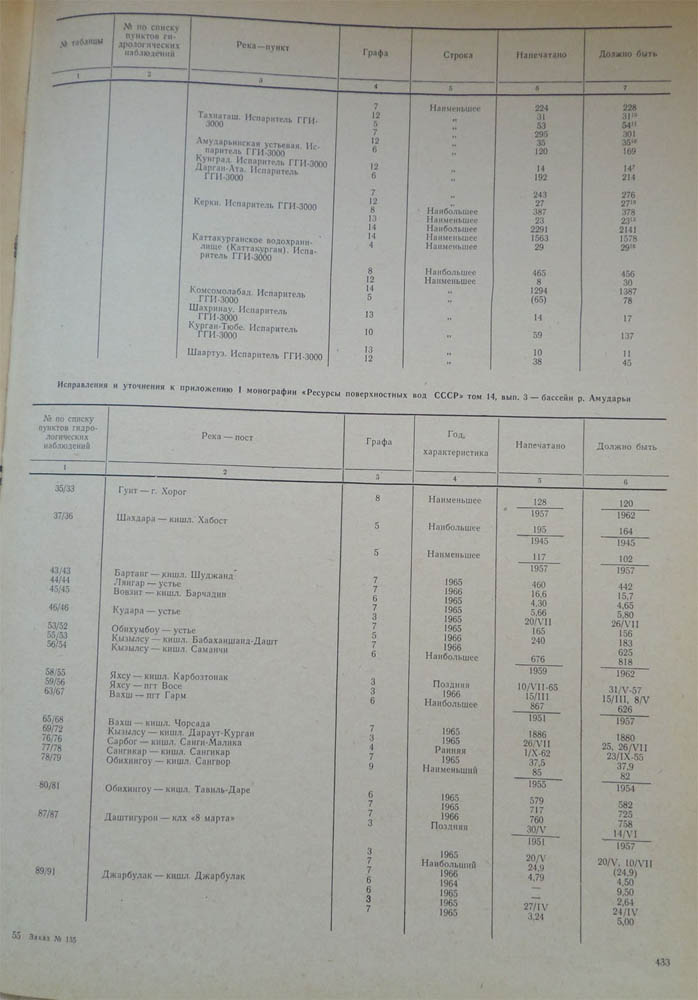 № таблицы | № по списку пунктов гидрологических наблюдений | Река—пункт | Графа | Строка | Напечатано | Должно быть
1 | 2 | 3 | 4 | 5 | 6 | 7
7 Наименьшее 224 228
Тахиаташ. Испаритель ГГИ- 12 „ 31 31¹⁰
3000 5 „ 53 54¹¹
7 „ 295 301
Амударьинская устьевая. Ис- 12 „ 35
паритель ГГИ-3000 6 „ 120 169
Кунград. Испаритель ГГИ-3000 12 „ 14
Дарган-Ата. Испаритель 6 „ 192 214
ГГИ-3000
7 „ 243 276
Керки. Испаритель ГГИ-3000 12 „ 27
8 Наибольшее 387 378
13 Наименьшее 23
14 Наибольшее 2291 2141
Каттакурганское водохрани- 14 Наименьшее 1563 1578
лище (Каттакурган). Испа- 4 Наименьшее 29
ритель ГГИ-3000
8 Наибольшее 465 456
12 Наименьшее 8 30
Комсомолабад. Испаритель 14 „ 1294 1387
ГГИ-3000 5 „ (65) 78
Шахринау. Испаритель 13 „ 14 17
ГГИ-3000
Курган-Тюбе. Испаритель 10 „ 59 137
ГГИ-3000
Шаартуз. Испаритель ГГИ-3000 13 „ 10 11
12 „ 38 45
Исправления и уточнения к приложению I монографии «Ресурсы поверхностных вод СССР» том 14, вып. 3 — бассейн р. Амударьи
№ по списку пунктов гидрологических наблюдений | Река — пост | Графа | Год, характеристика | Напечатано | Должно быть
1 | 2 | 3 | 4 | 5 | 6
35/33 Гунт — г. Хорог 8 Наименьшее 128 120
1957 1962
37/36 Шахдара — кишл. Хабост 5 Наибольшее 195 164
1945 1945
5 Наименьшее 117 102
1957 1957
43/43 Бартанг — кишл. Шуджанд 7 1965 460 442
44/44 Лянгар — устье 7 1966 16,6 15,7
45/45 Вовзит — кишл. Барчадив 6 1965 4,30 4,65
7 1965 5,66 5,80
46/46 Кудара — устье 3 1965 20/VII 26/VII
53/52 Обихумбоу — устье 7 1965 165 156
55/53 Кызылсу — кишл. Бабаханшанд-Дашт 5 1966 240 183
56/54 Кызылсу — кишл. Саманчи 7 1966 625
6 Наибольшее 676 818
1959 1962
58/55 Яхсу — кишл. Карбозтонак 3 Поздняя 10/VII-65 31/V-57
59/56 Яхсу — пгт Восе 3 1966 15/III 15/III, 8/V
63/67 Вахш — пгт Гарм 6 Наибольшее 867 626
1951 1957
65/68 Вахш — кишл. Чорсада 7 1965 1886 1880
69/72 Кызылсу — кишл. Дараут-Курган 3 1965 26/VII 25, 26/VII
76/76 Сарбог — кишл. Санги-Малика 4 Ранняя 1/X-62 23/IX-55
77/78 Сангикар — кишл. Сангикар 7 1965 37,5 37,9
78/79 Обихингоу — кишл. Сангвор 9 Наименьший 85 82
1955 1954
80/81 Обихингоу — кишл. Тавиль-Даре 6 1965 579 582
7 1965 717 725
7 1966 760 758
87/87 Даштигурон — клх «8 марта» 3 Поздняя 30/V 14/VI
1951 1957
3 1965 20/V 20/V, 10/VII
7 Наибольший 24,9 (24,9)
7 1966 4,79 4,50
89/91 Джарбулак — кишл. Джарбулак 6 1964 — 9,50
6 1965 — 2,64
3 1965 27/IV 24/IV
7 1965 3,24 5,00
55 Заказ № 135
433